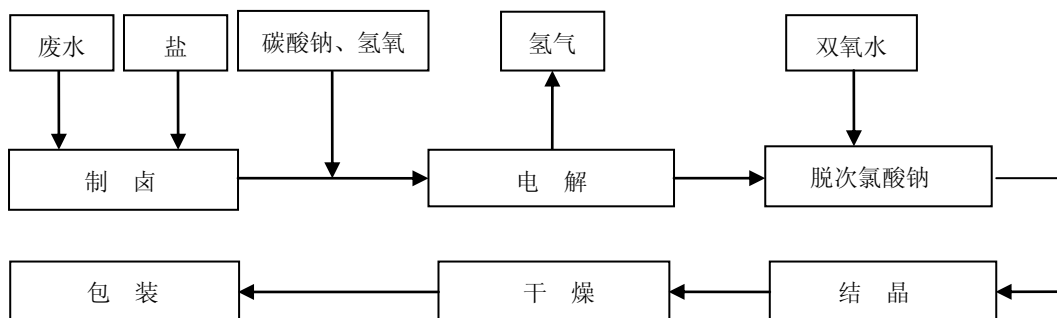 废水
盐
碳酸钠、氢氧
氢气
双氧水
制 卤
电 解
脱次氯酸钠
包 装
干 燥
结 晶